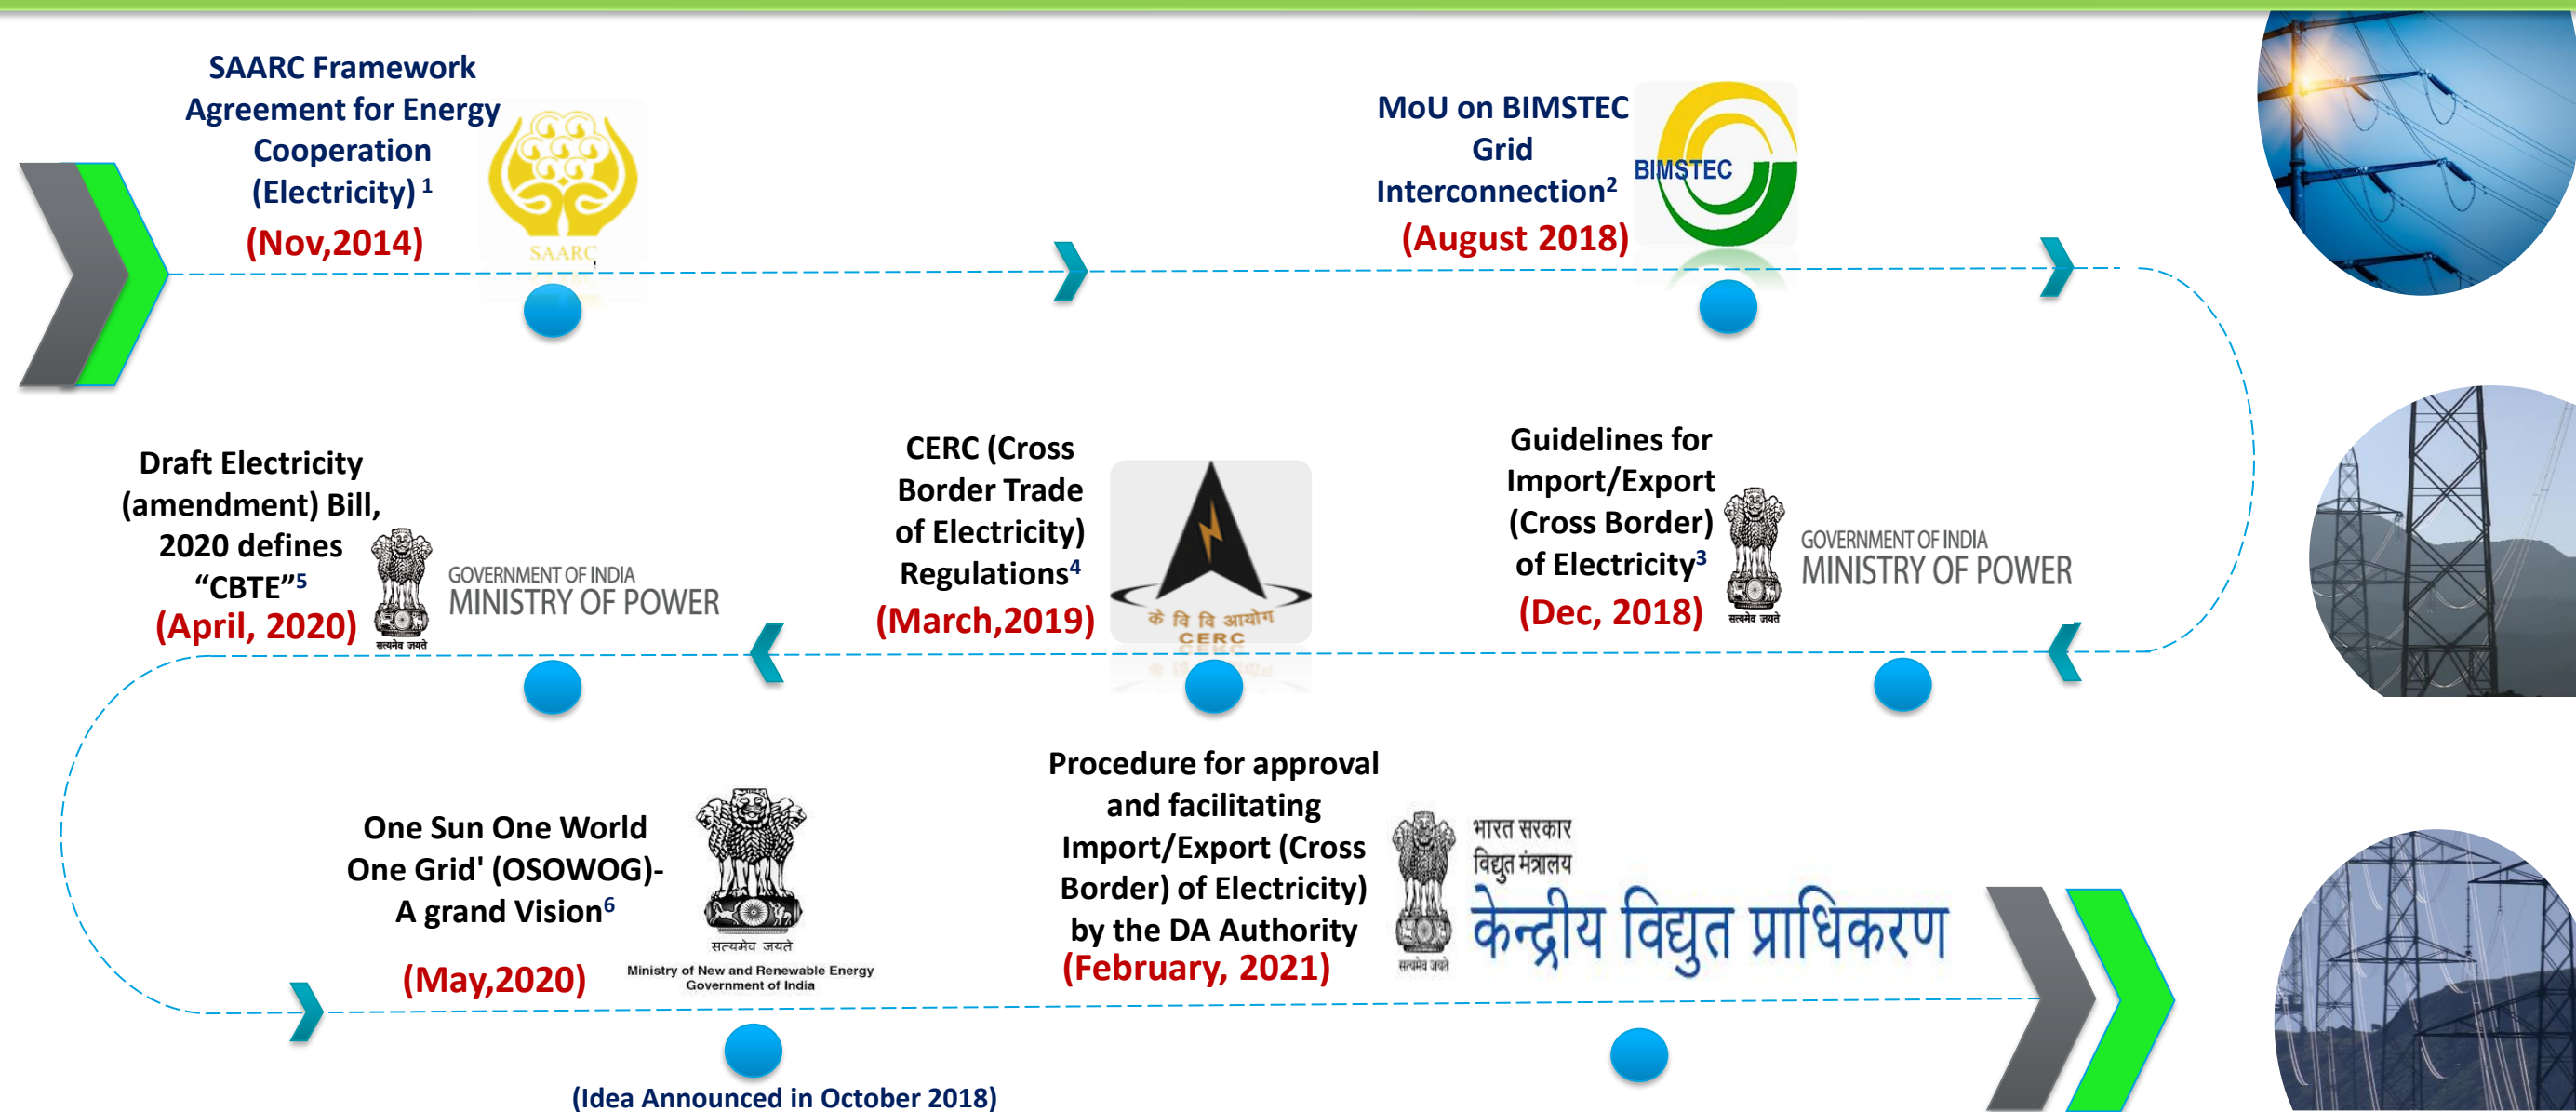 SAARC Framework
Agreement for Energy
Cooperation
(Electricity) 1
(Nov,2014)
SAARC
MoU on BIMSTEC
Grid
Interconnection2
(August 2018)
BIMSTEC
Guidelines for
Import/Export
(Cross Border)
of Electricity3
(Dec, 2018)
सत्यमेव जयते
GOVERNMENT OF INDIA
MINISTRY OF POWER
CERC (Cross
Border Trade
of Electricity)
Regulations4
(March,2019)
के वि वि आयोग
CERC
Draft Electricity
(amendment) Bill,
2020 defines
“CBTE”5
(April, 2020)
सत्यमेव जयते
GOVERNMENT OF INDIA
MINISTRY OF POWER
One Sun One World
One Grid' (OSOWOG)-
A grand Vision6
(May,2020)
सत्यमेव जयते
Ministry of New and Renewable Energy
Government of India
(Idea Announced in October 2018)
Procedure for approval
and facilitating
Import/Export (Cross
Border) of Electricity)
by the DA Authority
(February, 2021)
सत्यमेव जयते
भारत सरकार
विद्युत मंत्रालय
केन्द्रीय विद्युत प्राधिकरण